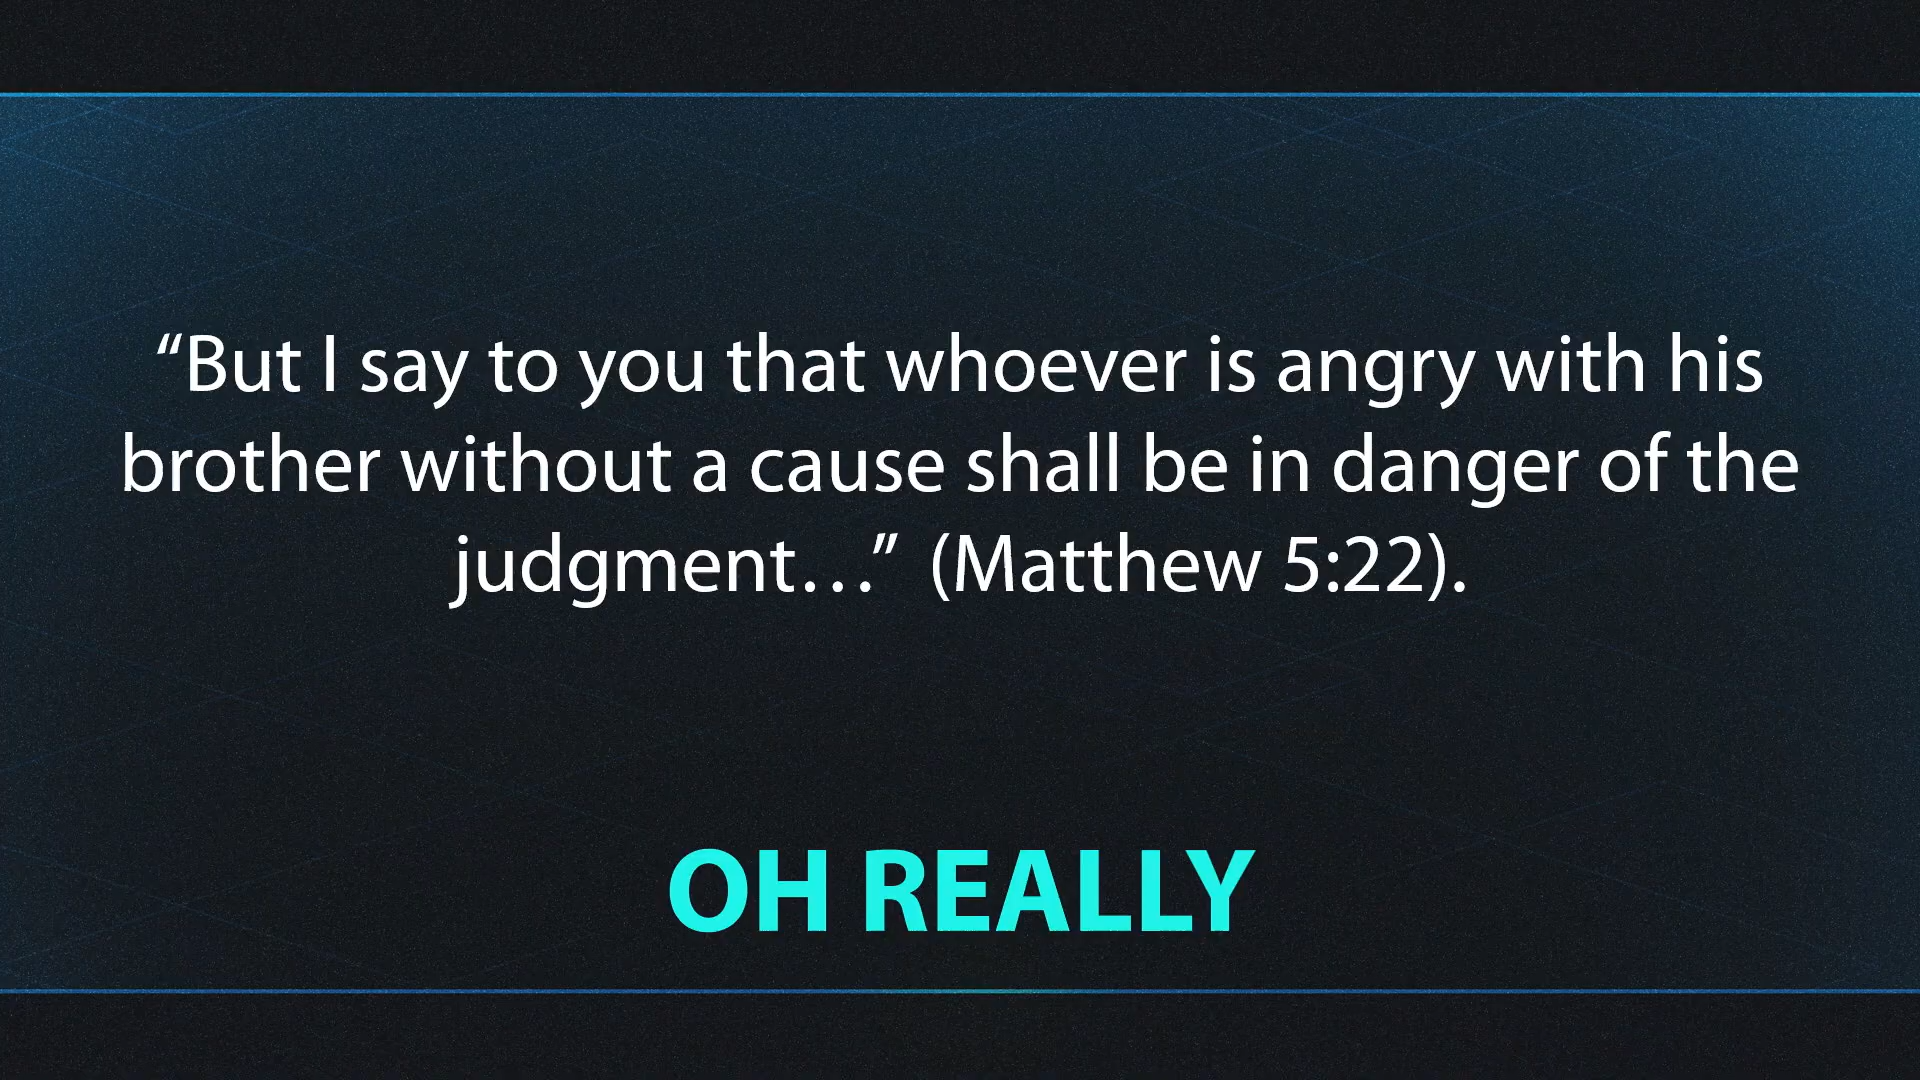 “But I say to you that whoever is angry with his
brother without a cause shall be in danger of the
judgment…”  (Matthew 5:22).
OH REALLY